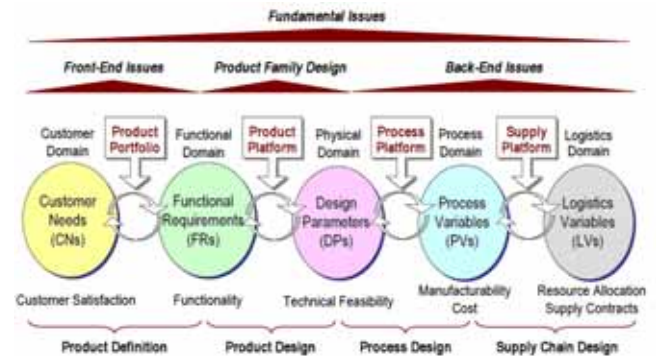 Fundamental Issues
Front-End Issues
Product Family Design
Back-End Issues
Customer
Domain
Product
Portfolio
Functional
Domain
Product
Platform
Physical
Domain
Process
Platform
Process
Domain
Supply
Platform
Logistics
Domain
Customer
Needs
(CNs)
Functional
Requirements
(FRs)
Design
Parameters
(DPs)
Process
Variables
(PVs)
Logistics
Variables
(LVs)
Customer Satisfaction
Functionality
Technical Feasibility
Manufacturability
Cost
Resource Allocation
Supply Contracts
Product Definition
Product Design
Process Design
Supply Chain Design